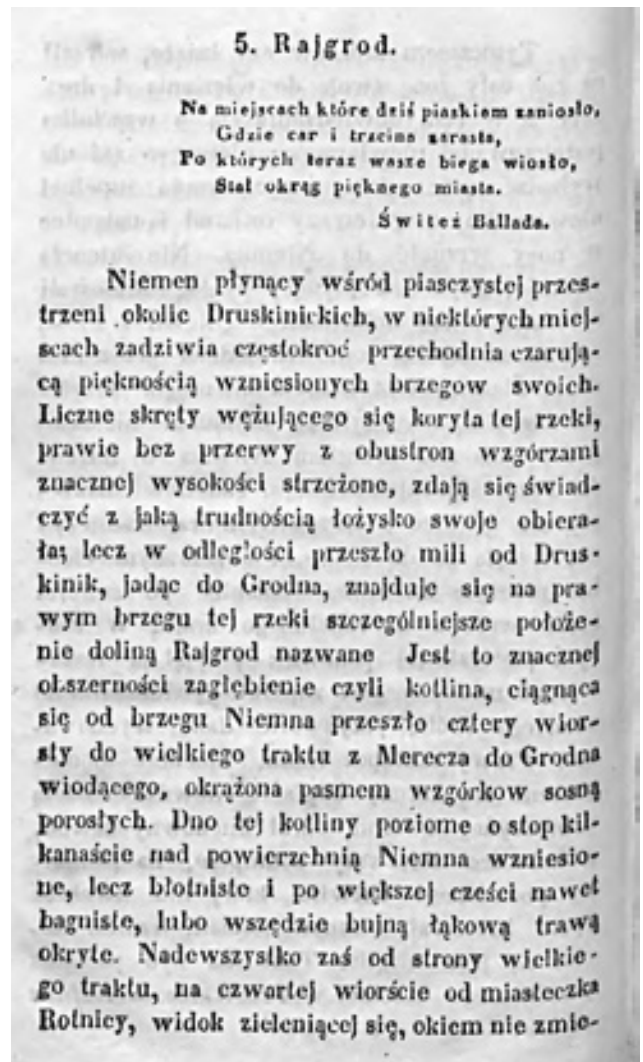 5. Rajgrod.
Na miejscach które dziś piaskiem zaniosło,
Gdzie car i trzcina zarasta,
Po których teraz wasze biega wiosło,
Stał okrąg pięknego miasta.
Świteź Ballada.
Niemen płynący wśród piasczystej przes-
trzeni okolic Druskinickich, w niektórych miej-
scach zadziwia częstokroć przechodnia czarują-
cą pięknością wzniesionych brzegow swoich.
Liczne skręty wężującego się koryta tej rzeki,
prawie bez przerwy z obustron wzgórzami
znacznej wysokości strzeżone, zdają się świad-
czyć z jaką trudnością łożysko swoje obiera-
ła; lecz w odległości przeszło mili od Drus-
kinik, jadąc do Grodna, znajduje się na pra-
wym brzegu tej rzeki szczególniejsze położe-
nie doliną Rajgrod nazwane Jest to znacznej
obszerności zagłębienie czyli kotlina, ciągnąca
się od brzegu Niemna przeszło cztery wior-
sty do wielkiego traktu z Merecza do Grodna
wiodącego, okrążona pasmem wzgórkow sosną
porosłych. Dno tej kotliny poziome o stop kil-
kanaście nad powierzchnią Niemna wzniesio-
ne, lecz błotniste i po większej cześci nawet
bagniste, lubo wszędzie bujną łąkową trawą
okryte. Nadewszystko zaś od strony wielkie-
go traktu, na czwartej wiorście od miasteczka
Rotnicy, widok zieleniącej się, okiem nie zmie-